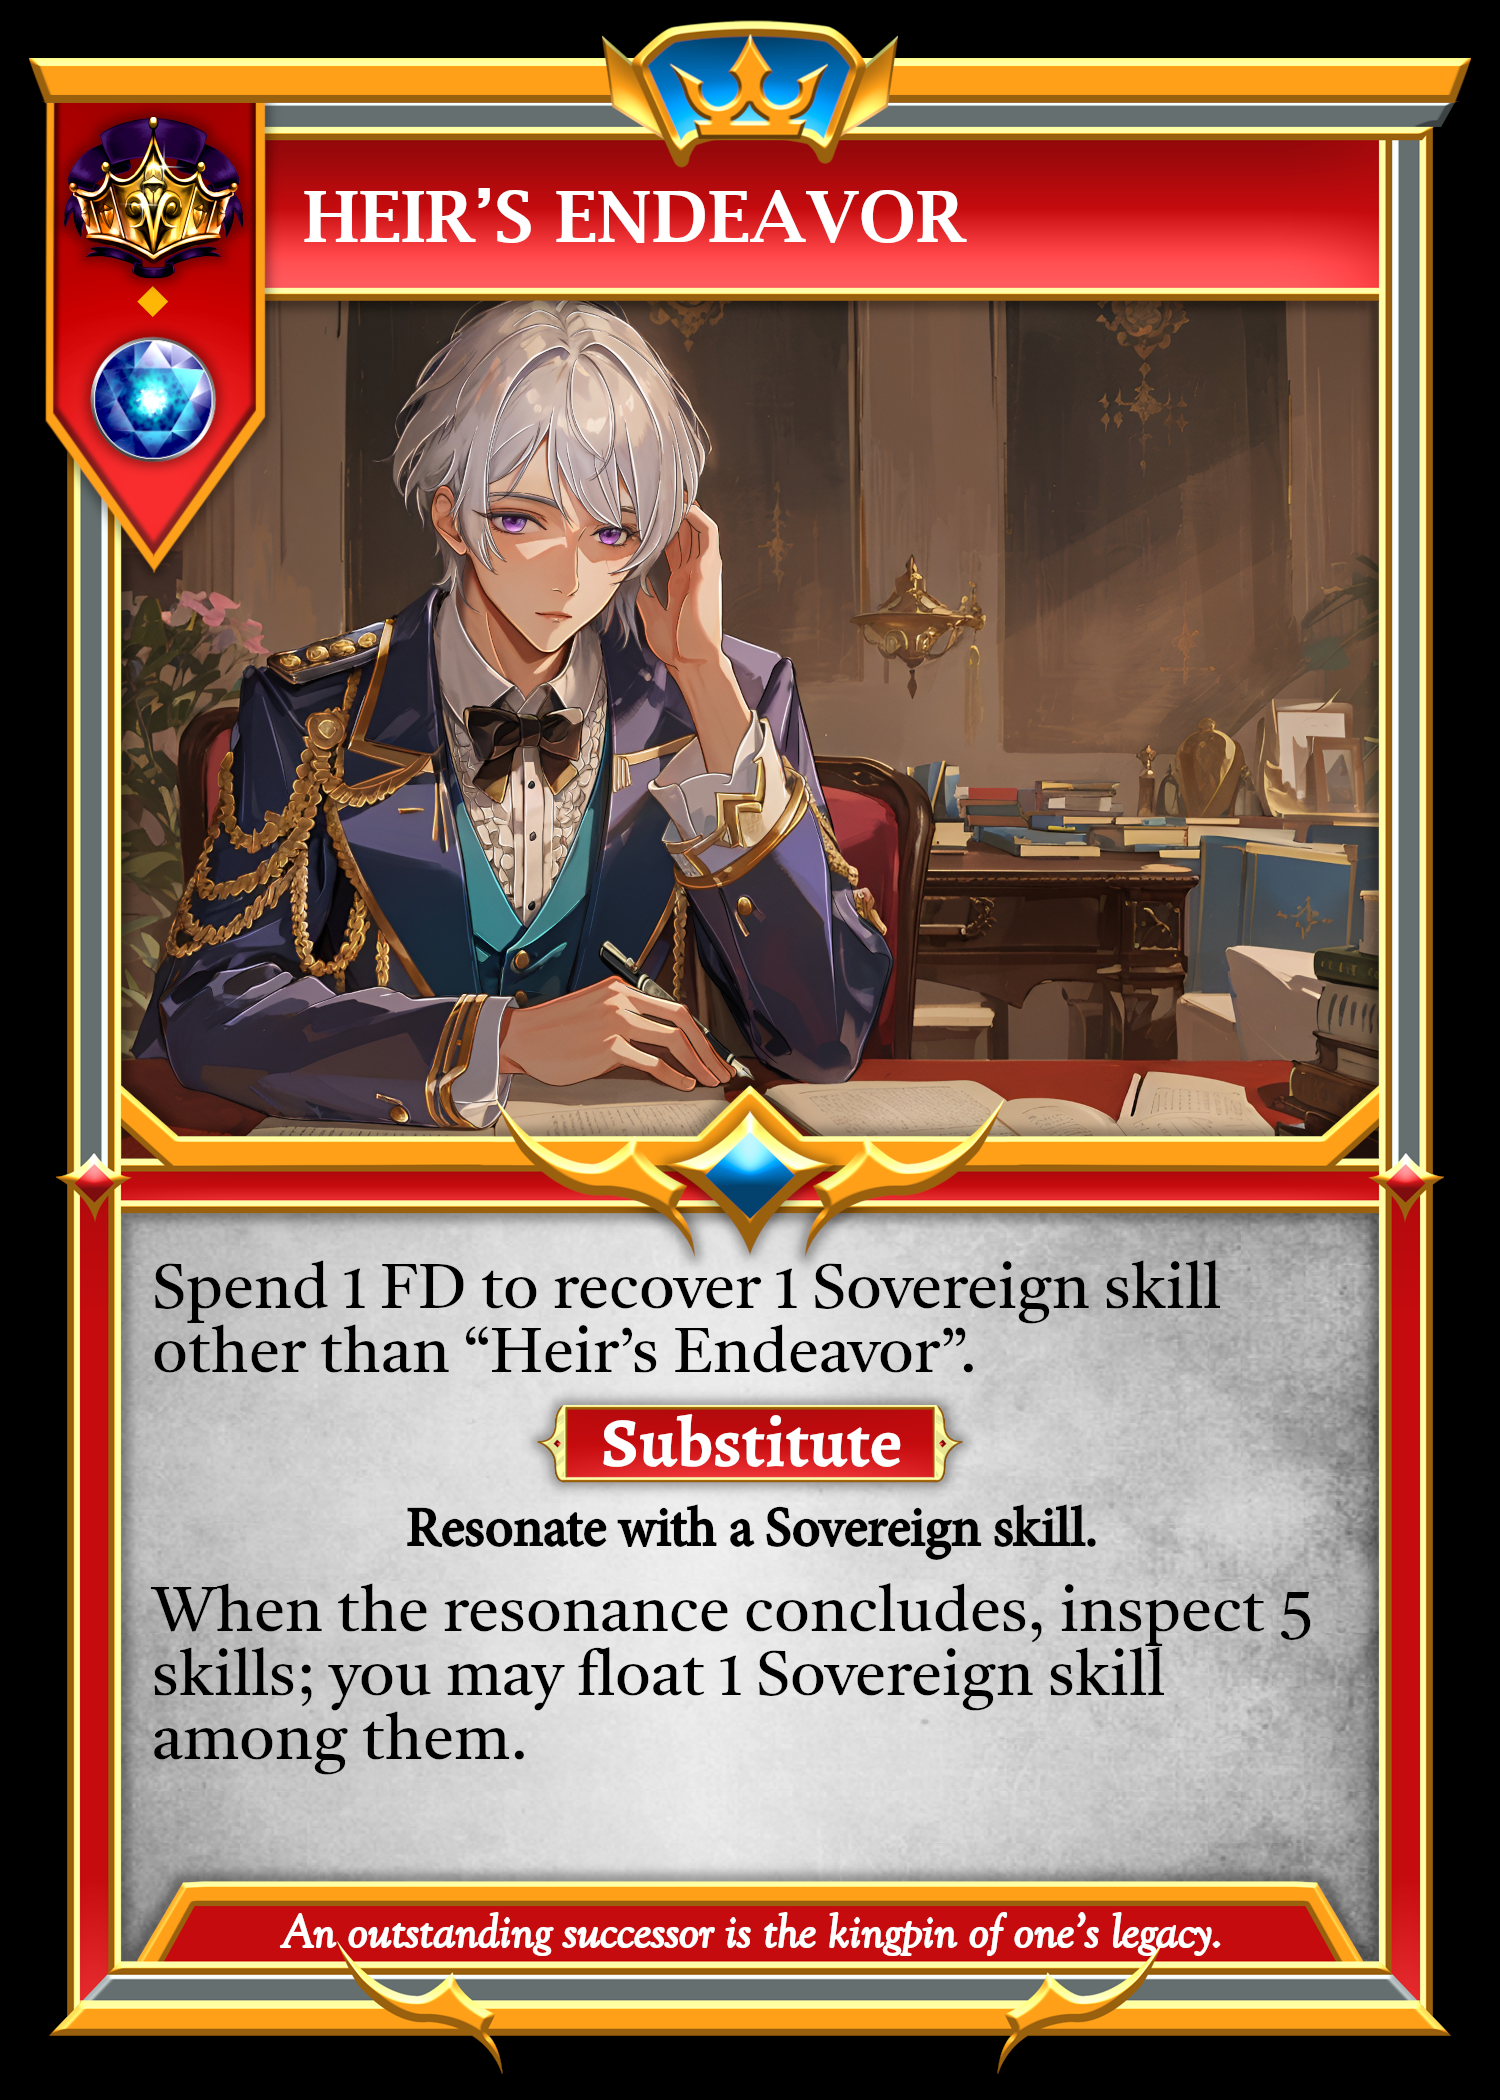 HEIR’S ENDEAVOR
Spend 1 FD to recover 1 Sovereign skill
other than “Heir’s Endeavor”.
Substitute
Resonate with a Sovereign skill.
When the resonance concludes, inspect 5
skills; you may float 1 Sovereign skill
among them.
An outstanding successor is the kingpin of one’s legacy.